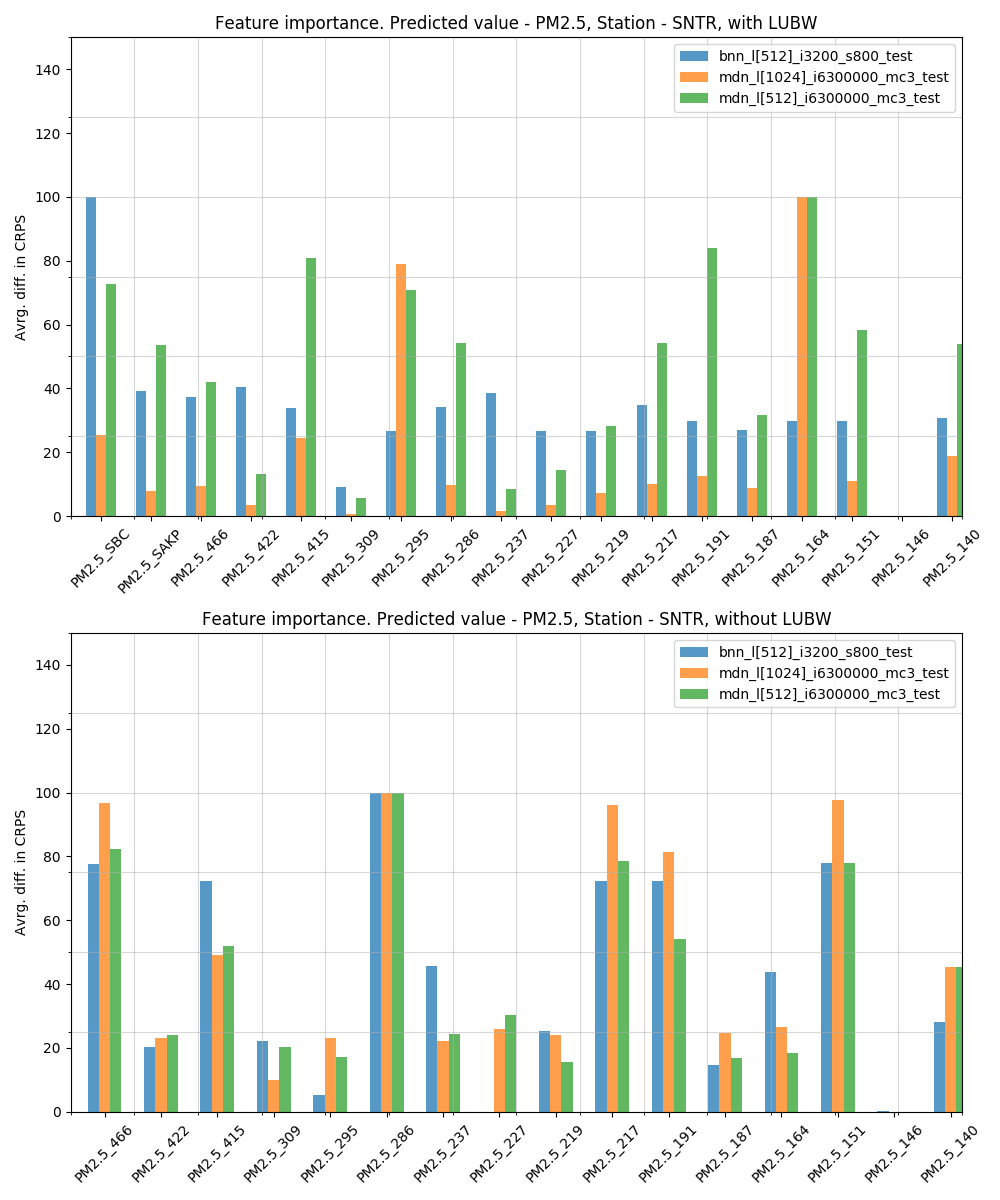 Feature importance. Predicted value - PM2.5, Station - SNTR, with LUBW
bnn_l[512]_i3200_s800_test
mdn_l[1024]_i6300000_mc3_test
mdn_l[512]_i6300000_mc3_test
140
120
100
80
60
40
20
0
Avrg. diff. in CRPS
PM2.5_SBC
PM2.5_SAKP
PM2.5_466
PM2.5_422
PM2.5_415
PM2.5_309
PM2.5_295
PM2.5_286
PM2.5_237
PM2.5_227
PM2.5_219
PM2.5_217
PM2.5_191
PM2.5_187
PM2.5_164
PM2.5_151
PM2.5_146
PM2.5_140
Feature importance. Predicted value - PM2.5, Station - SNTR, without LUBW
bnn_l[512]_i3200_s800_test
mdn_l[1024]_i6300000_mc3_test
mdn_l[512]_i6300000_mc3_test
140
120
100
80
60
40
20
0
Avrg. diff. in CRPS
PM2.5_466
PM2.5_422
PM2.5_415
PM2.5_309
PM2.5_295
PM2.5_286
PM2.5_237
PM2.5_227
PM2.5_219
PM2.5_217
PM2.5_191
PM2.5_187
PM2.5_164
PM2.5_151
PM2.5_146
PM2.5_140